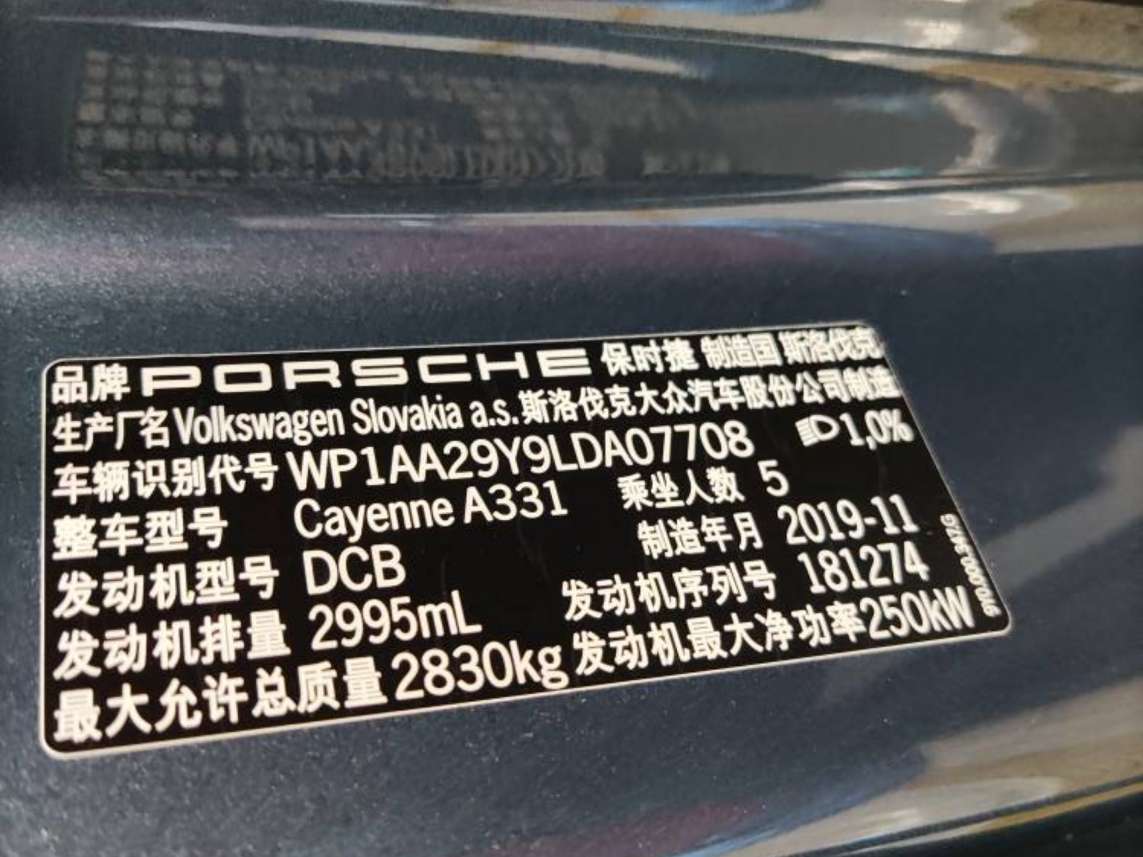 品牌 PORSCHE 保时捷 制造国 斯洛伐克
生产厂名 Volkswagen Slovakia a.s. 斯洛伐克大众汽车股份公司制造
车辆识别代号 WP1AA29Y9LDA07708 1,0%
整车型号 Cayenne A331 乘坐人数 5
发动机型号 DCB 制造年月 2019-11
发动机排量 2995mL 发动机序列号 181274
最大允许总质量 2830kg 发动机最大净功率 250kW